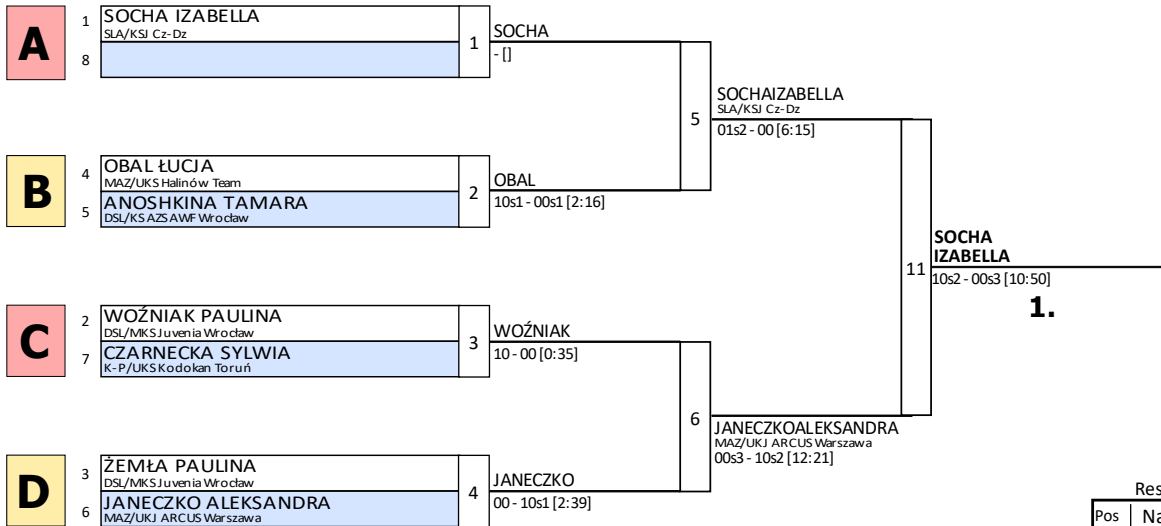 A
1
SOCHA IZABELLA
SLA/KSJ Cz-Dz
8
1
SOCHA
- []
B
4
OBAL ŁUCJA
MAZ/UKS Halinów Team
5
ANOSHKINA TAMARA
DSL/KS AZS AWF Wrocław
2
OBAL
10s1 - 00s1 [2:16]
5
SOCHAIZABELLA
SLA/KSJ Cz-Dz
01s2 - 00 [6:15]
C
2
WOŹNIAK PAULINA
DSL/MKS Juvenia Wrocław
7
CZARNECKA SYLWIA
K-P/UKS Kodokan Toruń
3
WOŹNIAK
10 - 00 [0:35]
D
3
ŻEMŁA PAULINA
DSL/MKS Juvenia Wrocław
6
JANECZKO ALEKSANDRA
MAZ/UKJ ARCUS Warszawa
4
JANECZKO
00 - 10s1 [2:39]
6
JANECZKOALEKSANDRA
MAZ/UKJ ARCUS Warszawa
00s3 - 10s2 [12:21]
11
SOCHA
IZABELLA
10s2 - 00s3 [10:50]
1.
Res
Pos Na